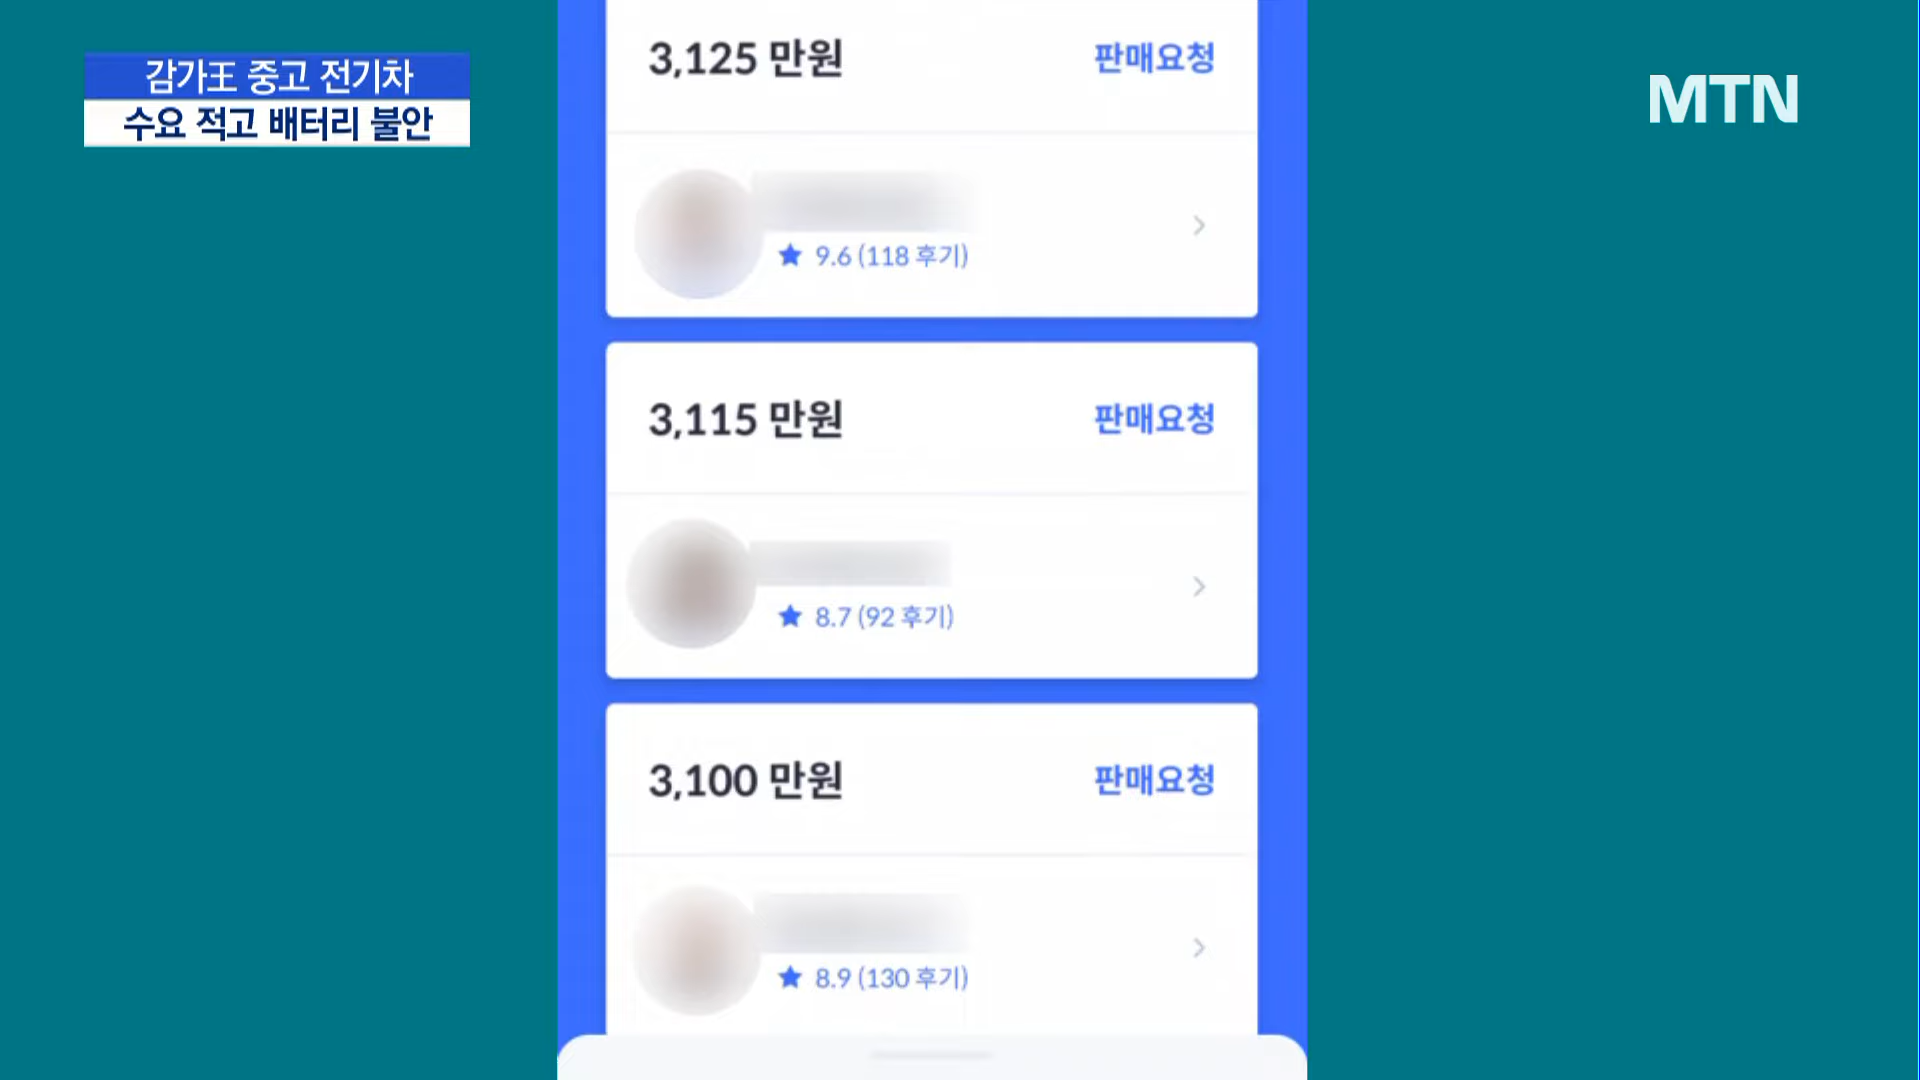 감가王 중고 전기차
수요 적고 배터리 불안
MTN
3,125 만원
판매요청
★ 9.6 (118 후기)
3,115 만원
판매요청
★ 8.7 (92 후기)
3,100 만원
판매요청
★ 8.9 (130 후기)